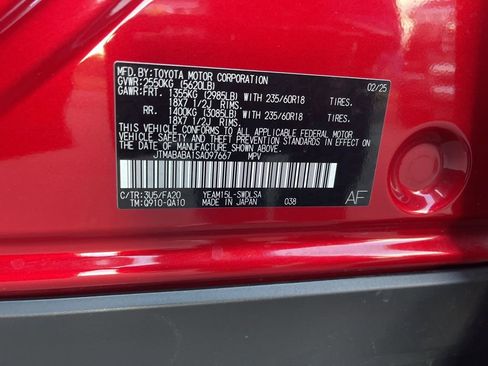 MFD.BY:TOYOTA MOTOR CORPORATION 02/25
GVWR:2550KG (5620LB)
GAWR:FRT. 1355KG (2985LB) WITH 235/60R18 TIRES.
18X7 1/2J RIMS.
RR. 1400KG (3085LB) WITH 235/60R18 TIRES.
18X7 1/2J RIMS.
THIS VEHICLE CONFORMS TO ALL APPLICABLE FEDERAL MOTOR
VEHICLE SAFETY AND THEFT PREVENTION STANDARDS IN EFFECT
ON THE DATE OF MANUFACTURE SHOWN ABOVE.
JTMABABA1SA097667 MPV
C/TR:3U5/FA20 YEAM15L-SWDLSA
TM:Q910-QA10 MADE IN JAPAN 038 AF